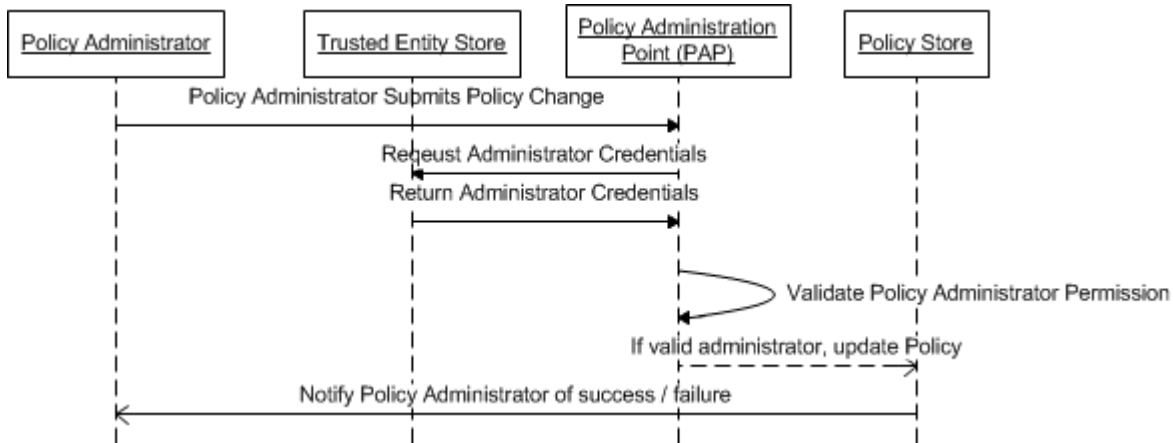 Policy Administrator
Trusted Entity Store
Policy Administration
Point (PAP)
Policy Store
Policy Administrator Submits Policy Change
Reqeust Administrator Credentials
Return Administrator Credentials
Validate Policy Administrator Permission
If valid administrator, update Policy
Notify Policy Administrator of success / failure